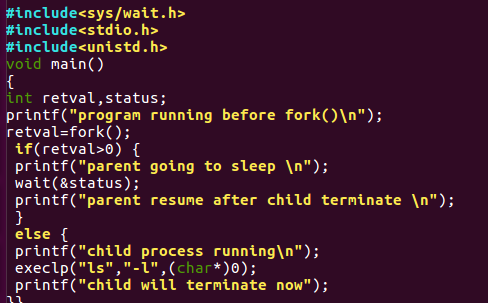 #include<sys/wait.h>
#include<stdio.h>
#include<unistd.h>
void main()
{
int retval,status;
printf("program running before fork()\n");
retval=fork();
if(retval>0) {
printf("parent going to sleep \n");
wait(&status);
printf("parent resume after child terminate \n");
}
else {
printf("child process running\n");
execlp("ls","-l",(char*)0);
printf("child will terminate now");
}}